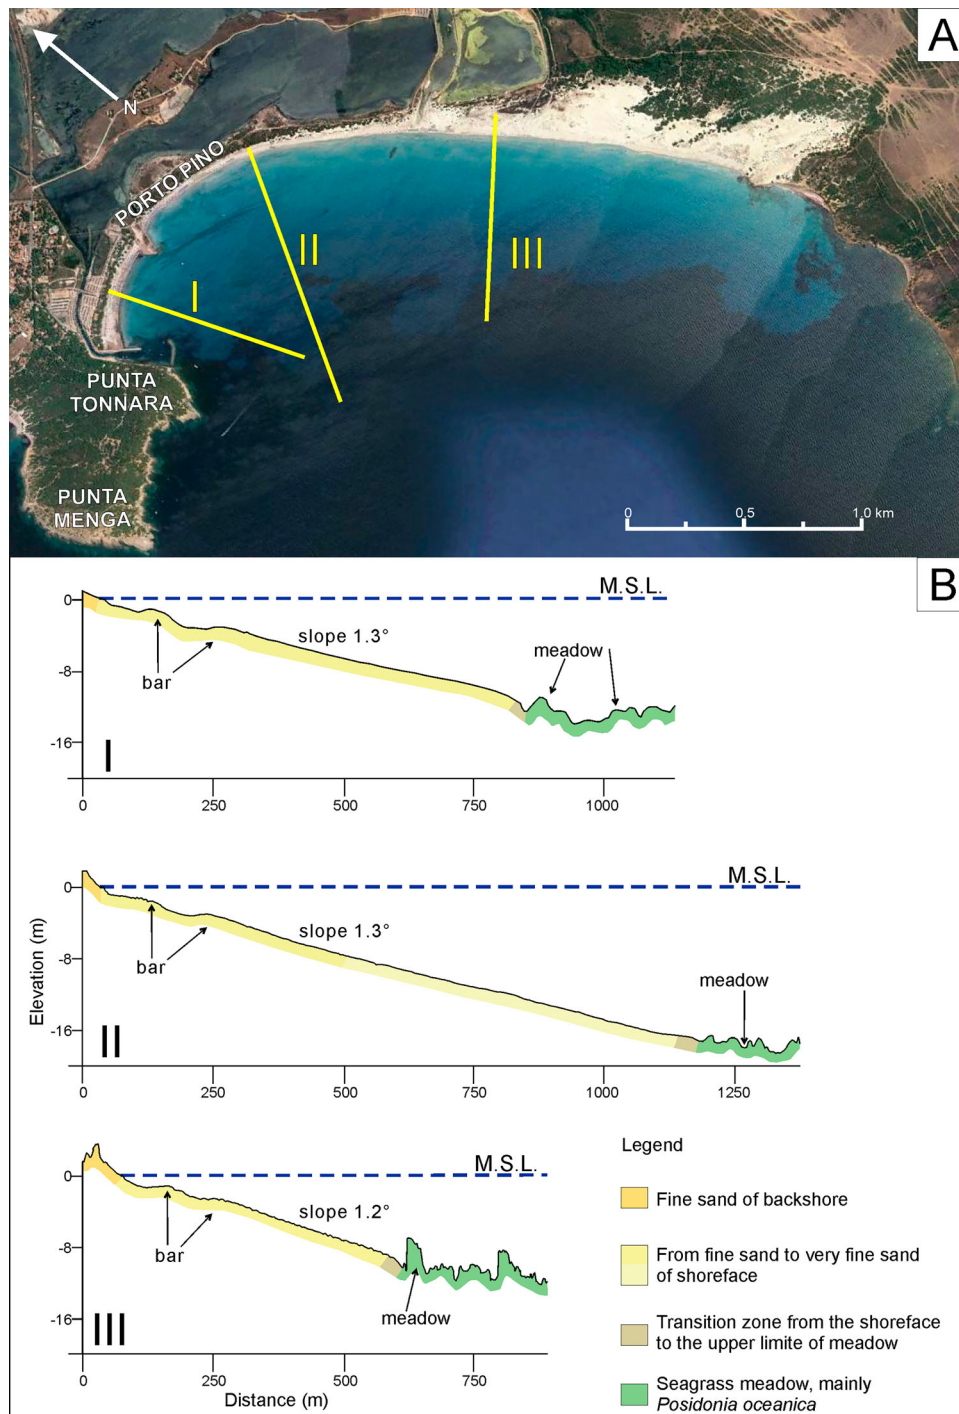 A
N
PORTO PINO
I
II
III
PUNTA
TONNARA
PUNTA
MENGA
0
0.5
1.0 km
B
M.S.L.
0
slope 1.3°
meadow
-8
bar
-16
I
0
250
500
750
1000
M.S.L.
0
slope 1.3°
-8
bar
meadow
Elevation (m)
-16
II
0
250
500
750
1000
1250
M.S.L.
0
slope 1.2°
-8
bar
meadow
-16
III
0
250
500
750
Distance (m)
Legend
Fine sand of backshore
From fine sand to very fine sand
of shoreface
Transition zone from the shoreface
to the upper limite of meadow
Seagrass meadow, mainly
Posidonia oceanica